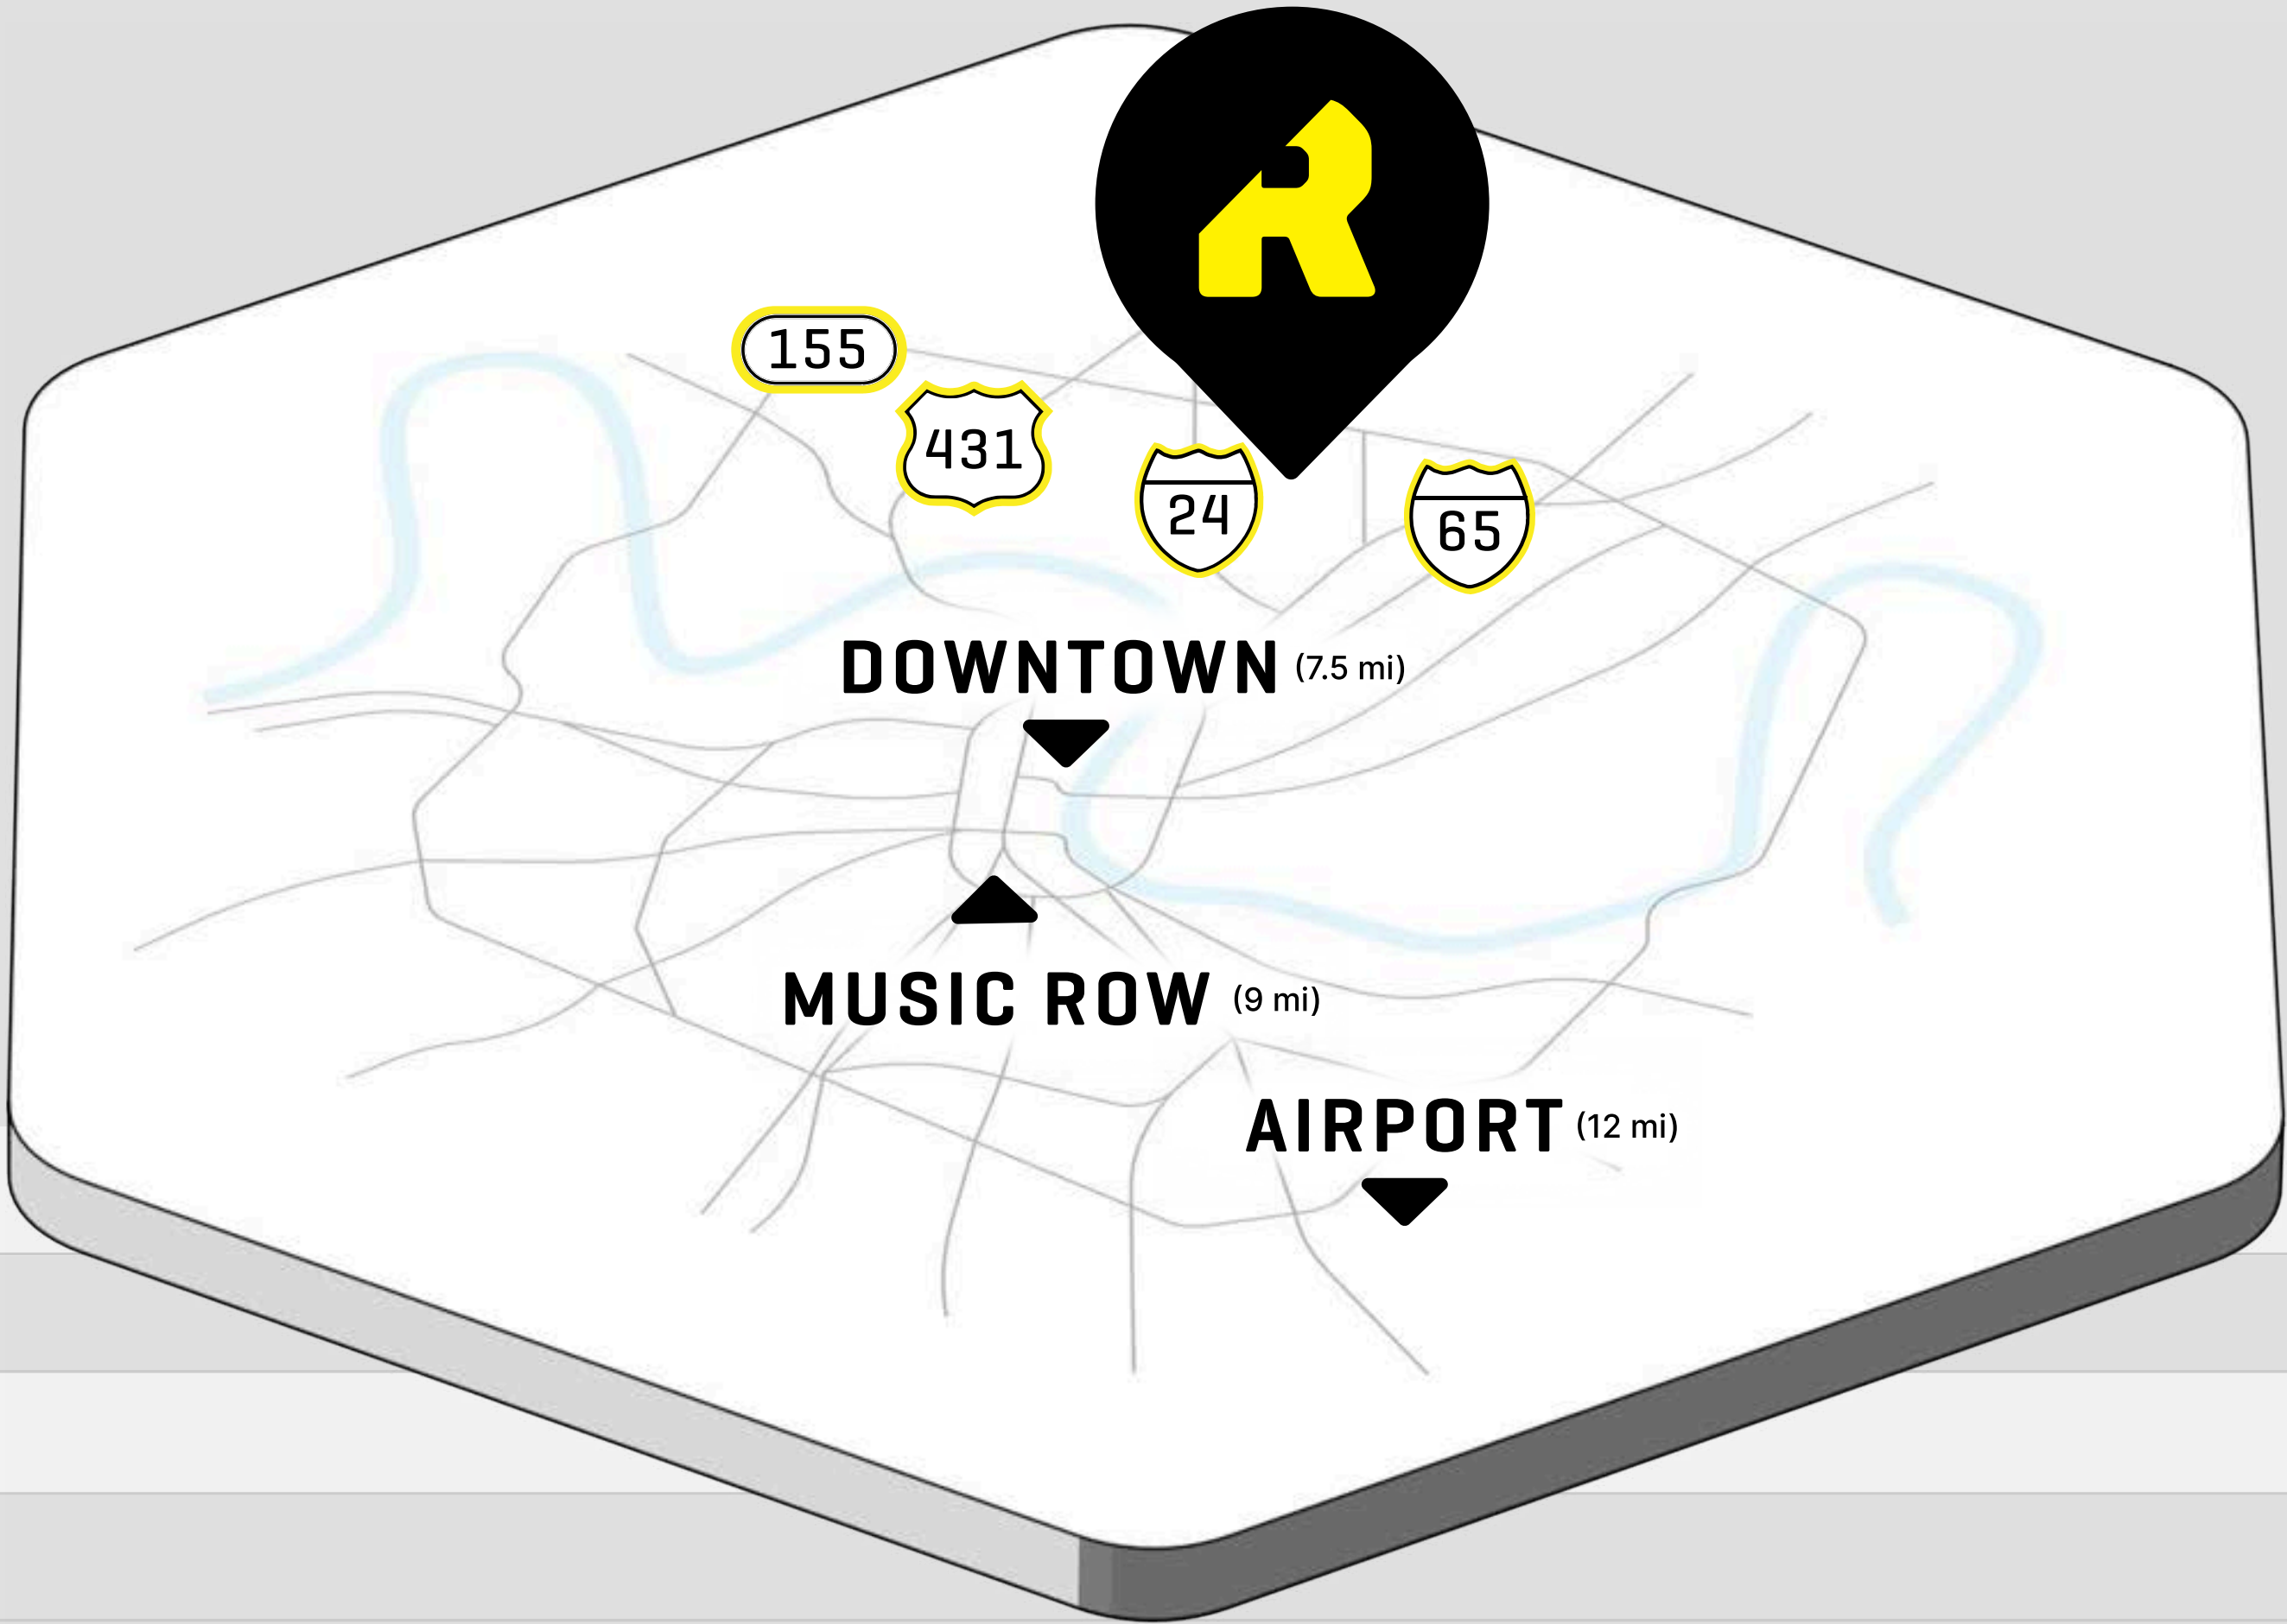 R
155
431
24
65
DOWNTOWN (7.5 mi)
MUSIC ROW (9 mi)
AIRPORT (12 mi)